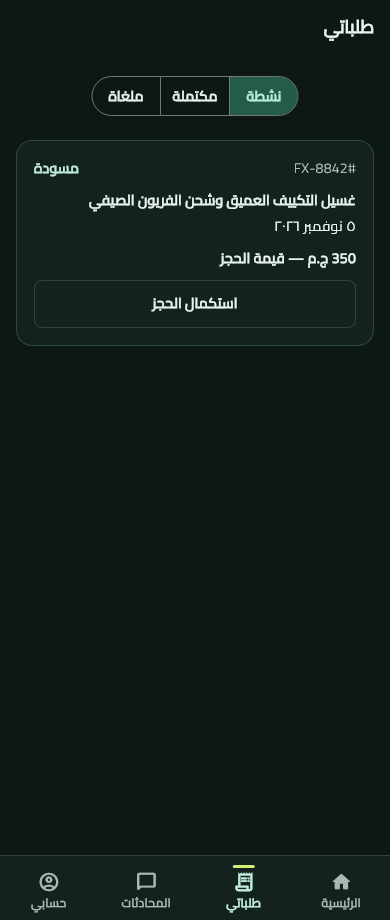 طلباتي
نشطة
مكتملة
ملغاة
#FX-8842
مسودة
غسيل التكييف العميق وشحن الفريون الصيفي
٥ نوفمبر ٢٠٢٦
350 ج.م — قيمة الحجز
استكمال الحجز
الرئيسية
طلباتي
المحادثات
حسابي